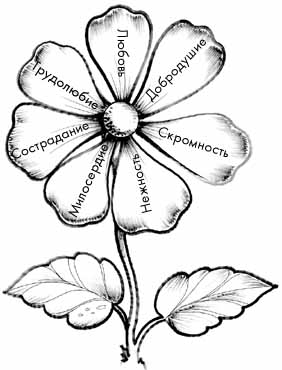 Любовь
Добродушие
Скромность
Нежность
Милосердие
Сострадание
Трудолюбие